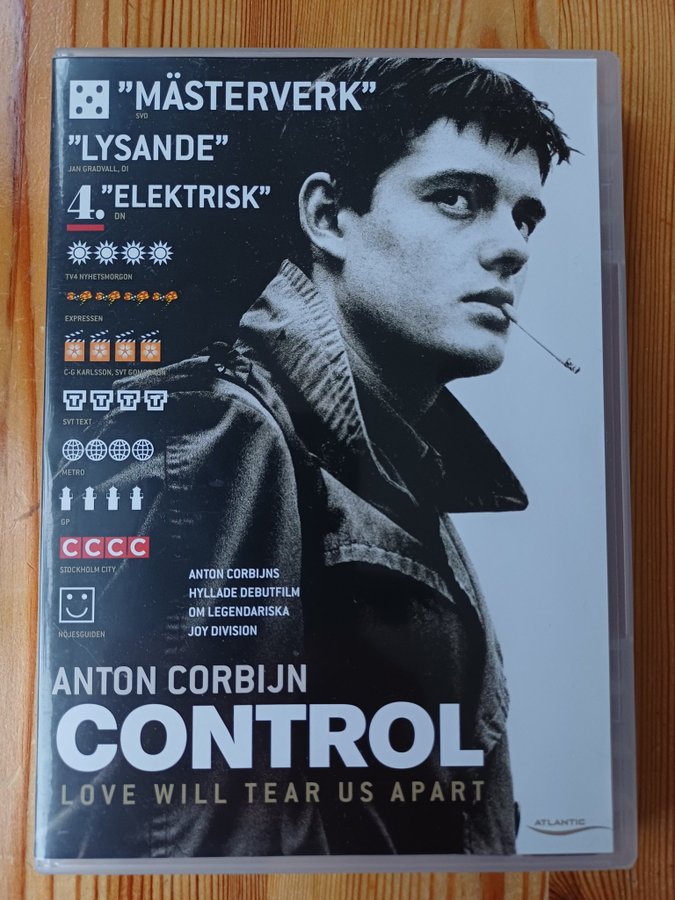 ”MÄSTERVERK”
SVD
”LYSANDE”
JAN GRADVALL, DI
4. ”ELEKTRISK”
DN
TV4 NYHETSMORGON
EXPRESSEN
C-G KARLSSON, SVT GOMORRON
T T T T
SVT TEXT
METRO
GP
CCCC
STOCKHOLM CITY
NÖJESGUIDEN
ANTON CORBIJNS
HYLLADE DEBUTFILM
OM LEGENDARISKA
JOY DIVISION
ANTON CORBIJN
CONTROL
LOVE WILL TEAR US APART
ATLANTIC